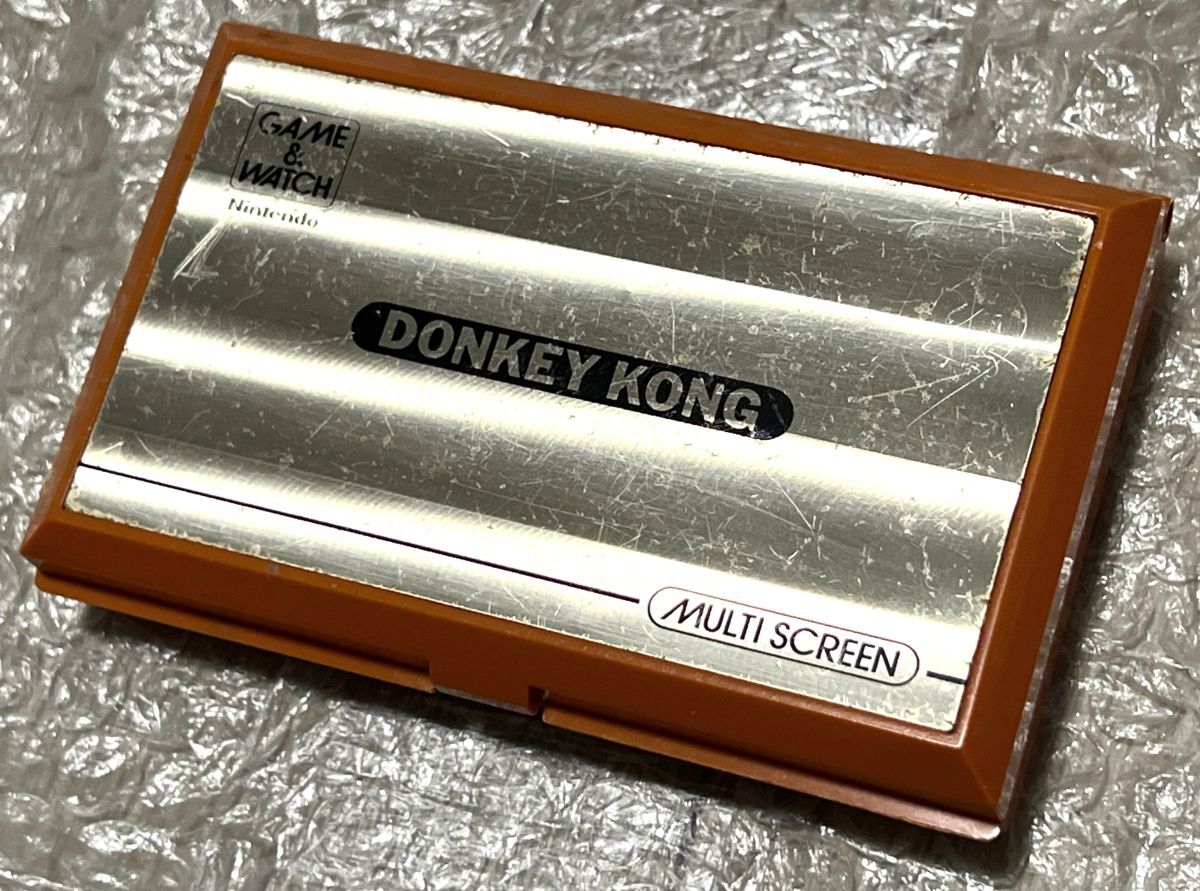 GAME
&
WATCH
Nintendo
DONKEY KONG
MULTI SCREEN